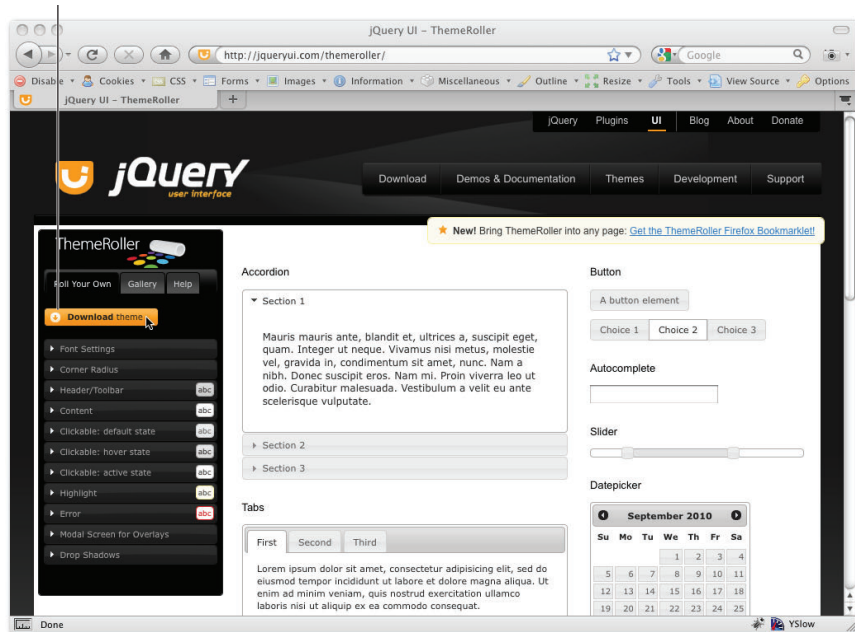 jQuery UI – ThemeRoller
http://jqueryui.com/themeroller/
Google
Disable Cookies CSS Forms Images Information Miscellaneous Outline Resize Tools View Source Options
jQuery UI – ThemeRoller
jQuery Plugins UI Blog About Donate
jQuery
user interface
Download Demos & Documentation Themes Development Support
New! Bring ThemeRoller into any page: Get the ThemeRoller Firefox Bookmarklet!
ThemeRoller
Roll Your Own Gallery Help
Download theme
Font Settings
Corner Radius
Header/Toolbar abc
Content abc
Clickable: default state abc
Clickable: hover state abc
Clickable: active state abc
Highlight abc
Error abc
Modal Screen for Overlays
Drop Shadows
Accordion
Section 1
Mauris mauris ante, blandit et, ultrices a, suscipit eget,
quam. Integer ut neque. Vivamus nisi metus, molestie
vel, gravida in, condimentum sit amet, nunc. Nam a
nibh. Donec suscipit eros. Nam mi. Proin viverra leo ut
odio. Curabitur malesuada. Vestibulum a velit eu ante
scelerisque vulputate.
Section 2
Section 3
Tabs
First Second Third
Lorem ipsum dolor sit amet, consectetur adipisicing elit, sed do
eiusmod tempor incididunt ut labore et dolore magna aliqua. Ut
enim ad minim veniam, quis nostrud exercitation ullamco
laboris nisi ut aliquip ex ea commodo consequat.
Button
A button element
Choice 1 Choice 2 Choice 3
Autocomplete
Slider
Datepicker
September 2010
Su Mo Tu We Th Fr Sa
1 2 3 4
5 6 7 8 9 10 11
12 13 14 15 16 17 18
19 20 21 22 23 24 25
Done
YSlow